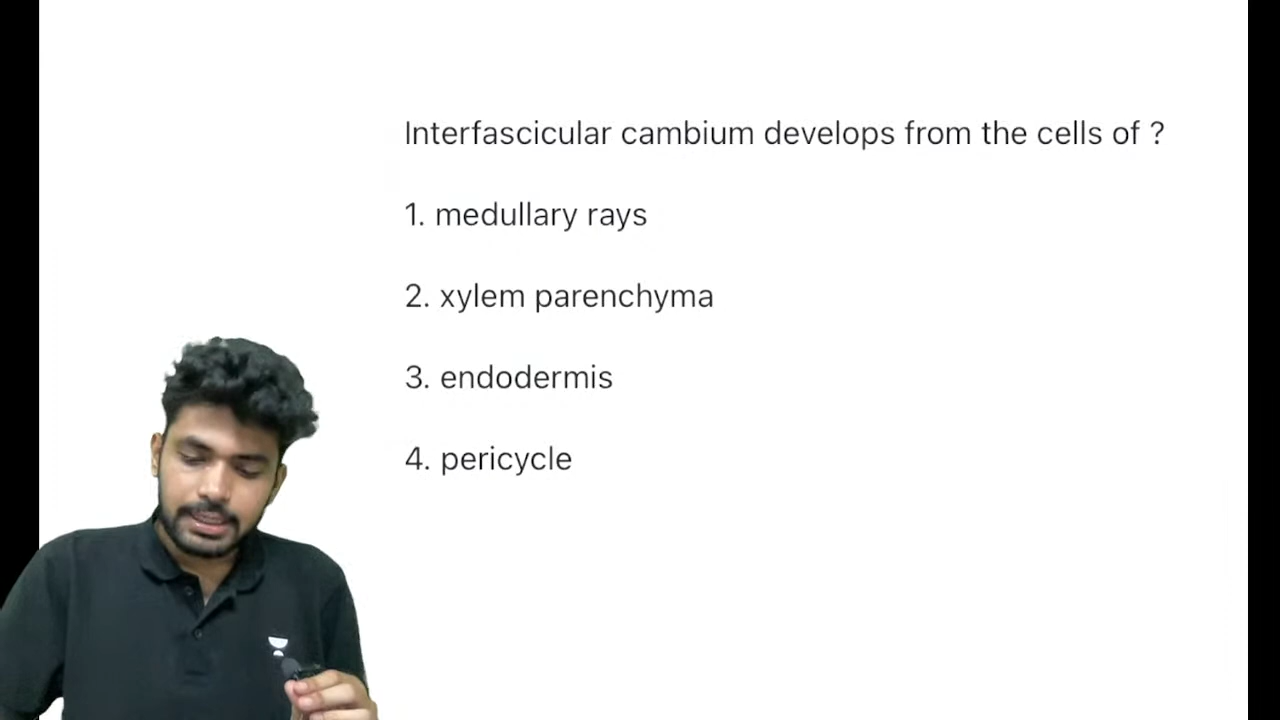 Interfascicular cambium develops from the cells of ?
1. medullary rays
2. xylem parenchyma
3. endodermis
4. pericycle